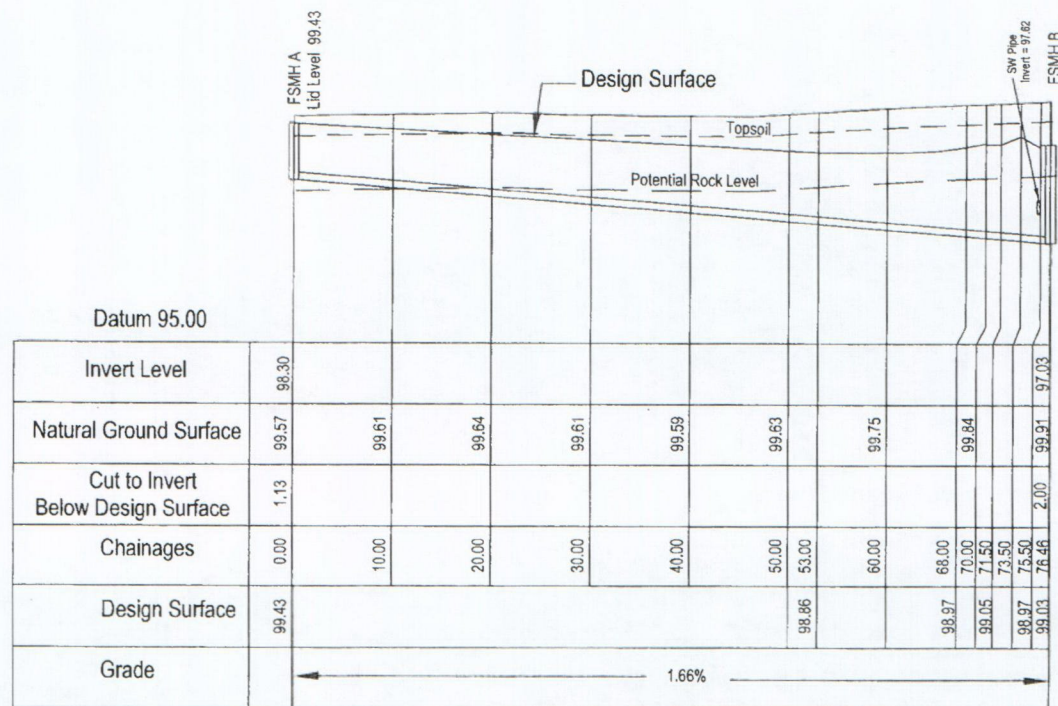 FSMH A
Lid Level 99.43
Design Surface
SW Pipe
Invert = 97.62
FSMH B
Topsoil
Potential Rock Level
Datum 95.00
Invert Level 98.30 97.03
Natural Ground Surface 99.57 99.61 99.64 99.61 99.59 99.63 99.75 99.84 99.91
Cut to Invert
Below Design Surface 1.13 2.00
Chainages 0.00 10.00 20.00 30.00 40.00 50.00 53.00 60.00 68.00 70.00 71.50 73.50 75.50 76.46
Design Surface 99.43 98.86 98.97 99.05 98.97 99.03
Grade 1.66%